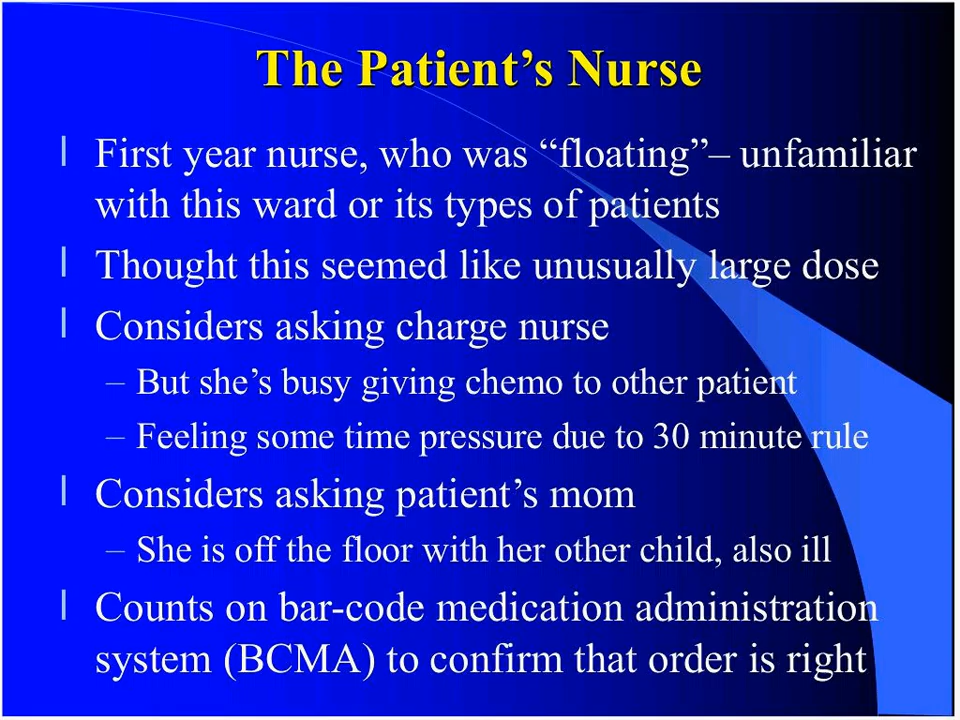 The Patient’s Nurse
l First year nurse, who was “floating”– unfamiliar
with this ward or its types of patients
l Thought this seemed like unusually large dose
l Considers asking charge nurse
– But she’s busy giving chemo to other patient
– Feeling some time pressure due to 30 minute rule
l Considers asking patient’s mom
– She is off the floor with her other child, also ill
l Counts on bar-code medication administration
system (BCMA) to confirm that order is right